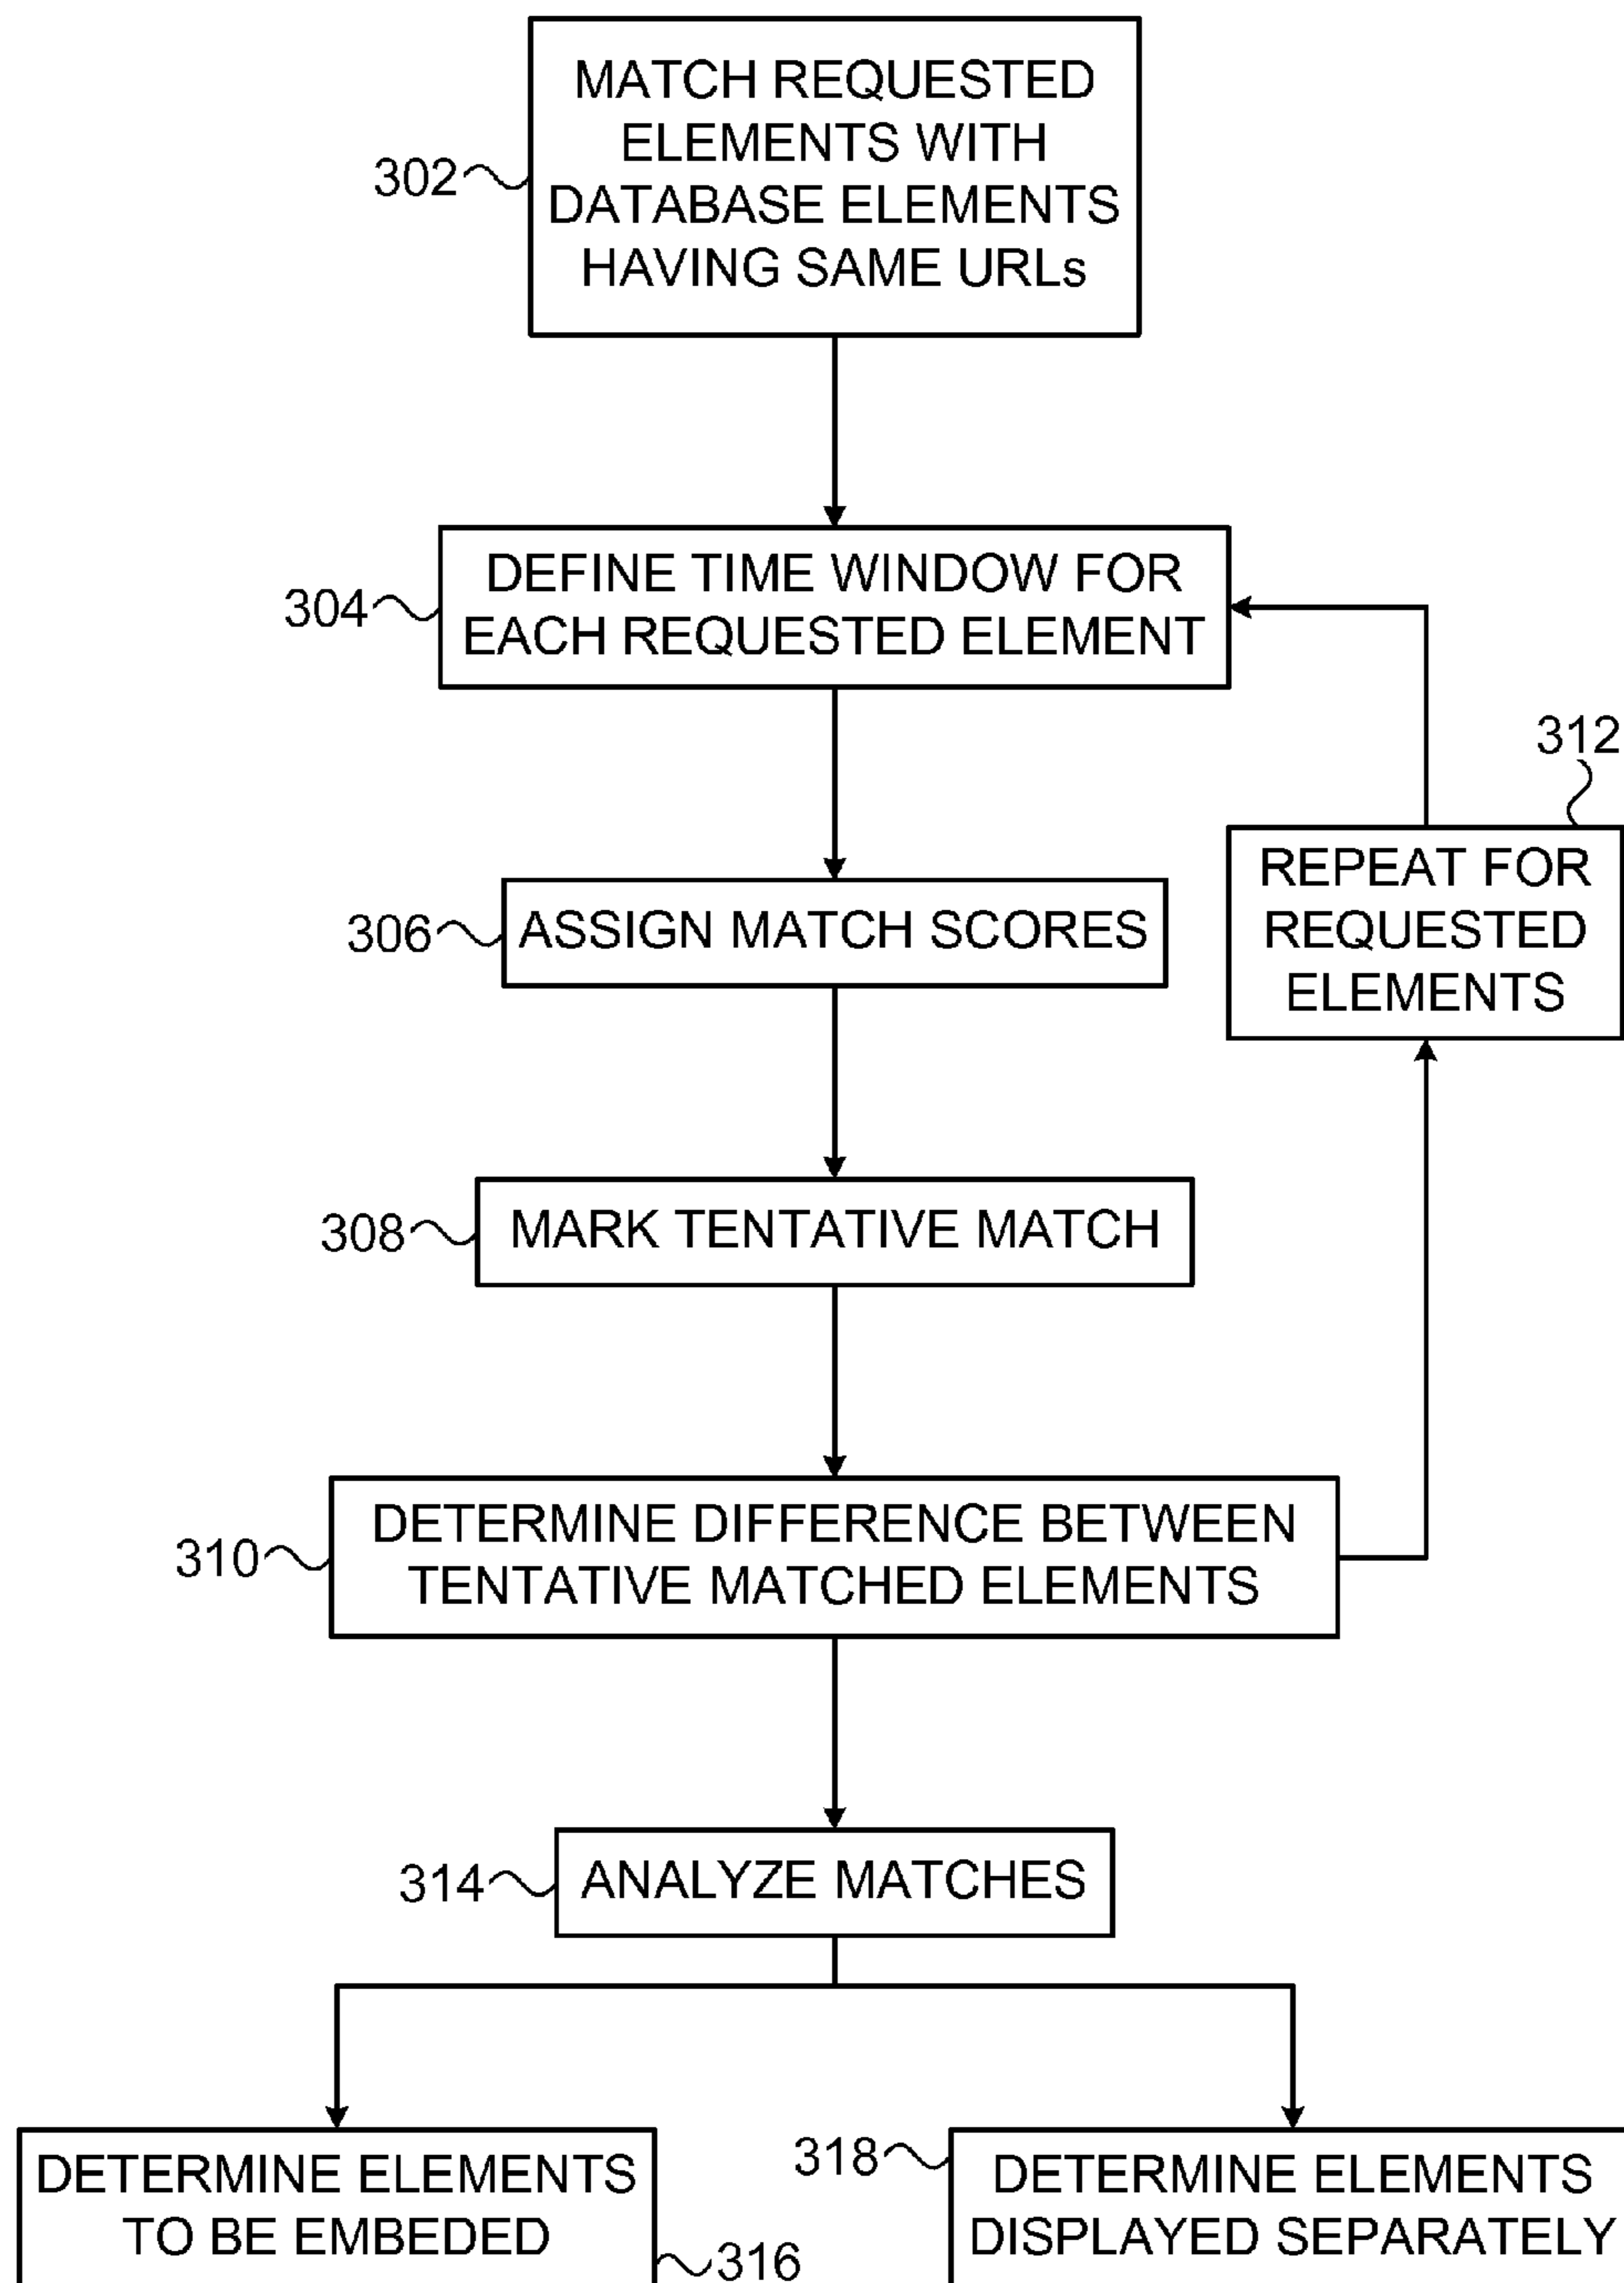 MATCH REQUESTED
ELEMENTS WITH
DATABASE ELEMENTS
HAVING SAME URLs
302
DEFINE TIME WINDOW FOR
EACH REQUESTED ELEMENT
304
312
REPEAT FOR
REQUESTED
ELEMENTS
306
ASSIGN MATCH SCORES
308
MARK TENTATIVE MATCH
310
DETERMINE DIFFERENCE BETWEEN
TENTATIVE MATCHED ELEMENTS
314
ANALYZE MATCHES
DETERMINE ELEMENTS
TO BE EMBEDED
316
318
DETERMINE ELEMENTS
DISPLAYED SEPARATELY